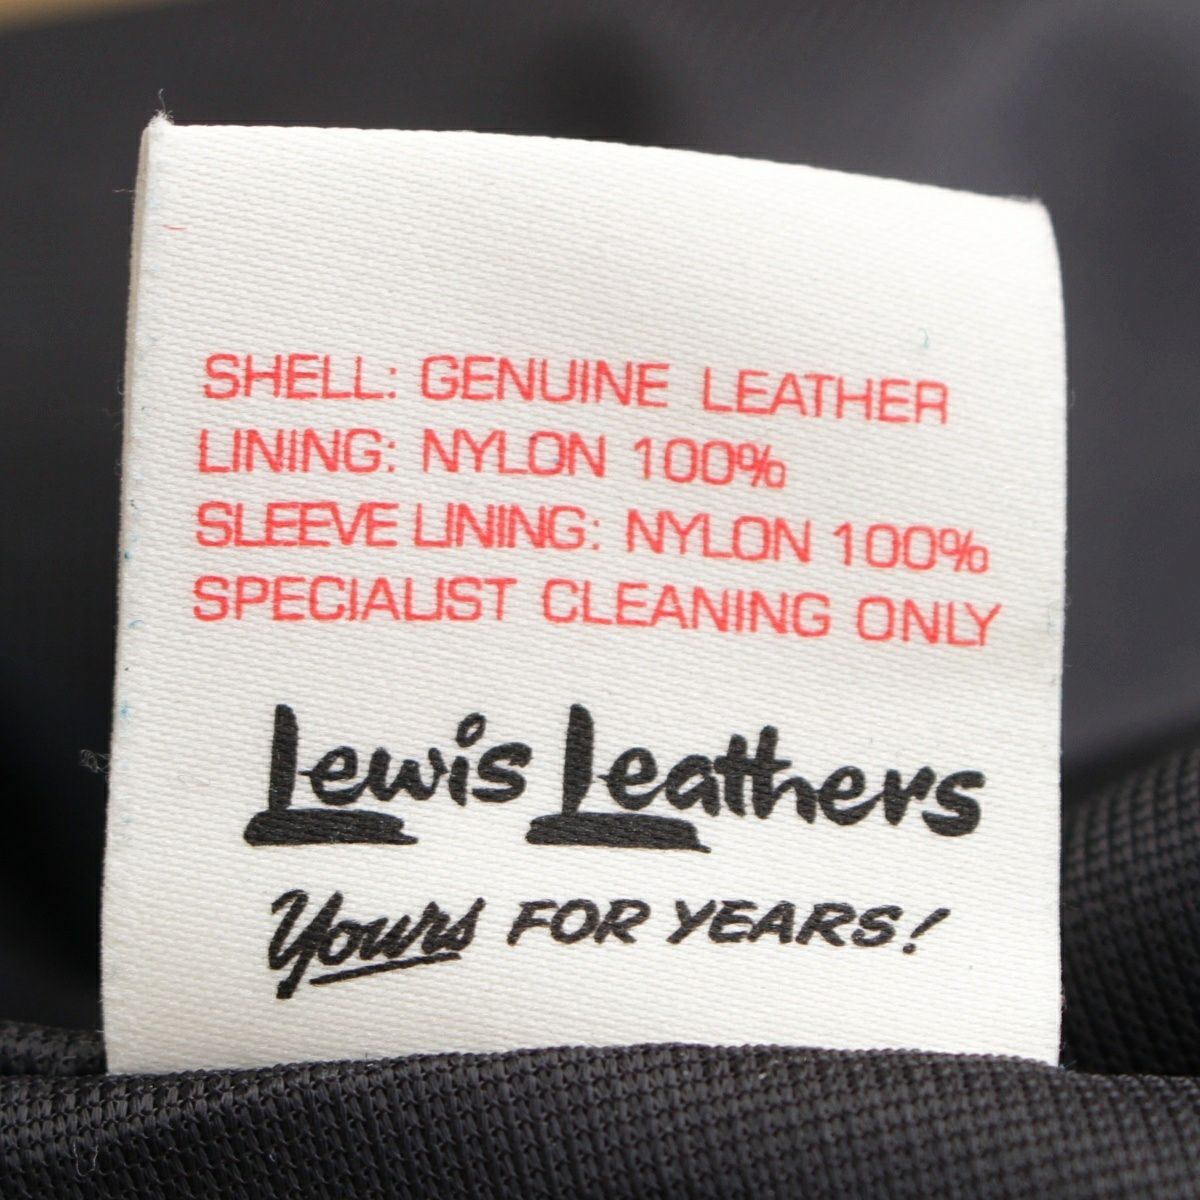 SHELL: GENUINE LEATHER
LINING: NYLON 100%
SLEEVE LINING: NYLON 100%
SPECIALIST CLEANING ONLY
Lewis Leathers
Yours FOR YEARS!